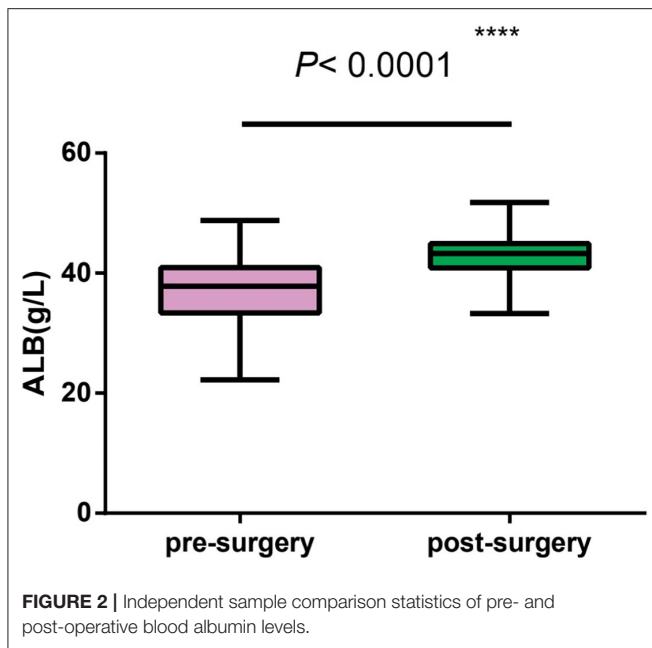 ****
P< 0.0001
60
40
20
0
ALB(g/L)
pre-surgery post-surgery
FIGURE 2 | Independent sample comparison statistics of pre- and
post-operative blood albumin levels.